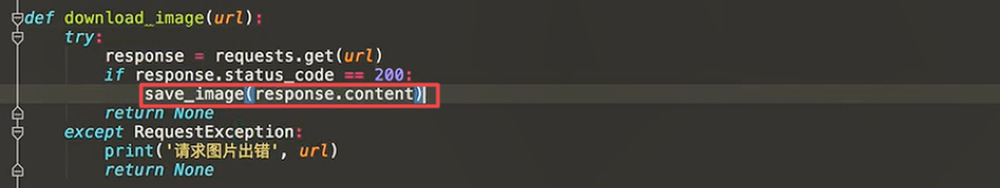 def download_image(url):
    try:
        response = requests.get(url)
        if response.status_code == 200:
            save_image(response.content)
        return None
    except RequestException:
        print('请求图片出错', url)
        return None